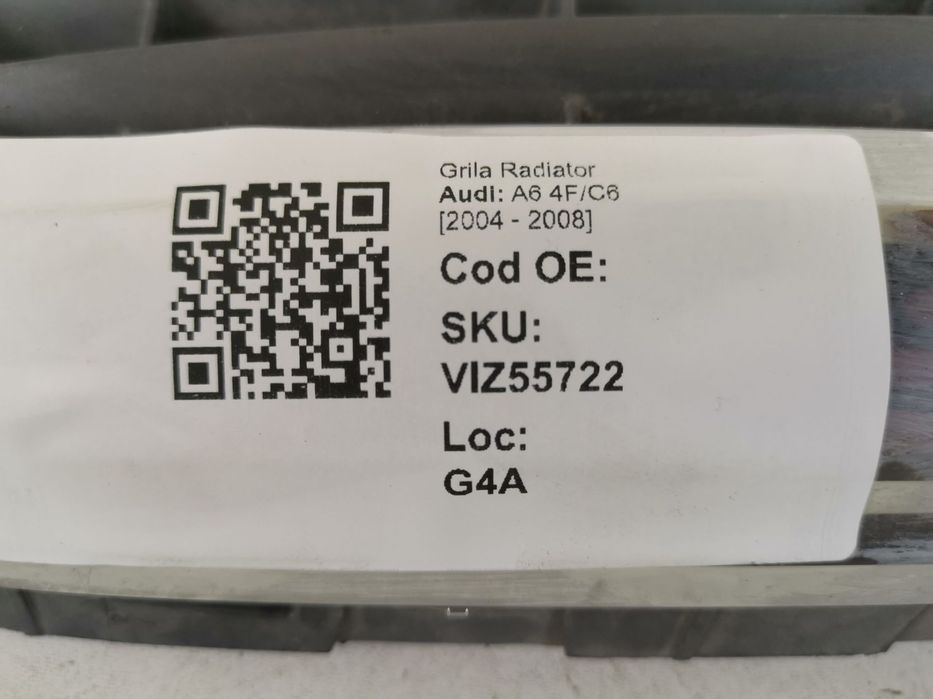 Grila Radiator
Audi: A6 4F/C6
[2004 - 2008]
Cod OE:
SKU:
VIZ55722
Loc:
G4A